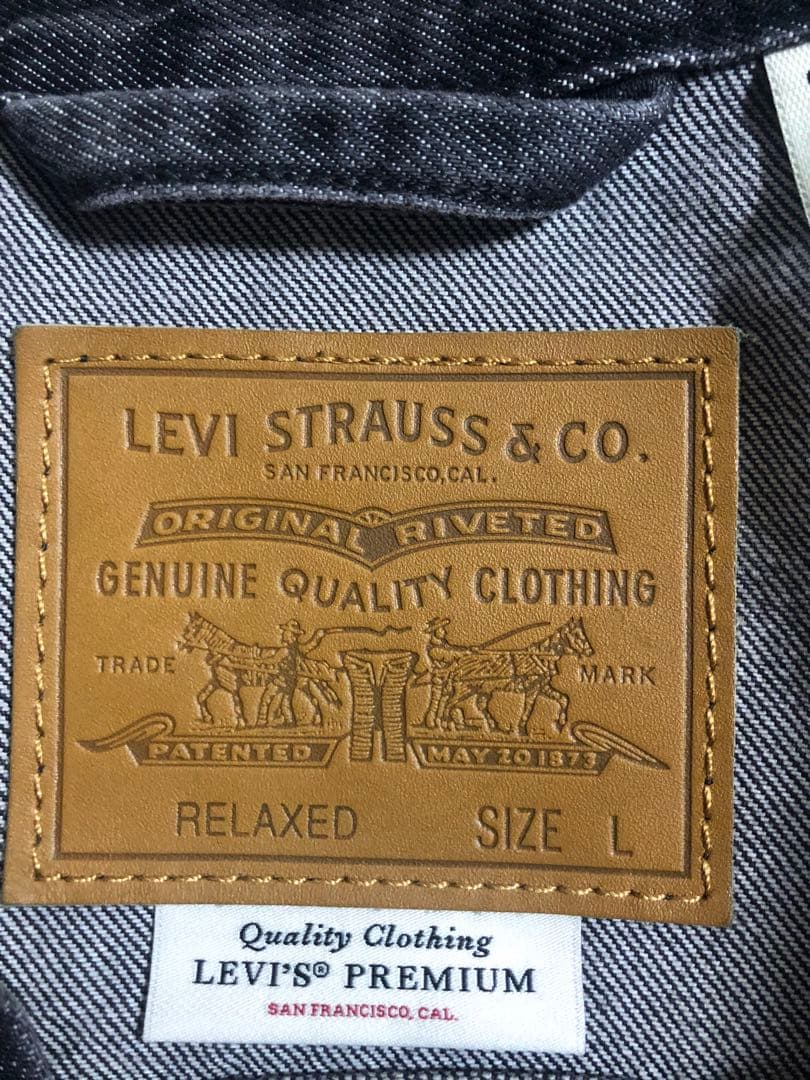 LEVI STRAUSS & CO.
SAN FRANCISCO, CAL.
ORIGINAL RIVETED
GENUINE QUALITY CLOTHING
TRADE MARK
PATENTED MAY 20 1873
RELAXED SIZE L
Quality Clothing
LEVI'S® PREMIUM
SAN FRANCISCO, CAL.